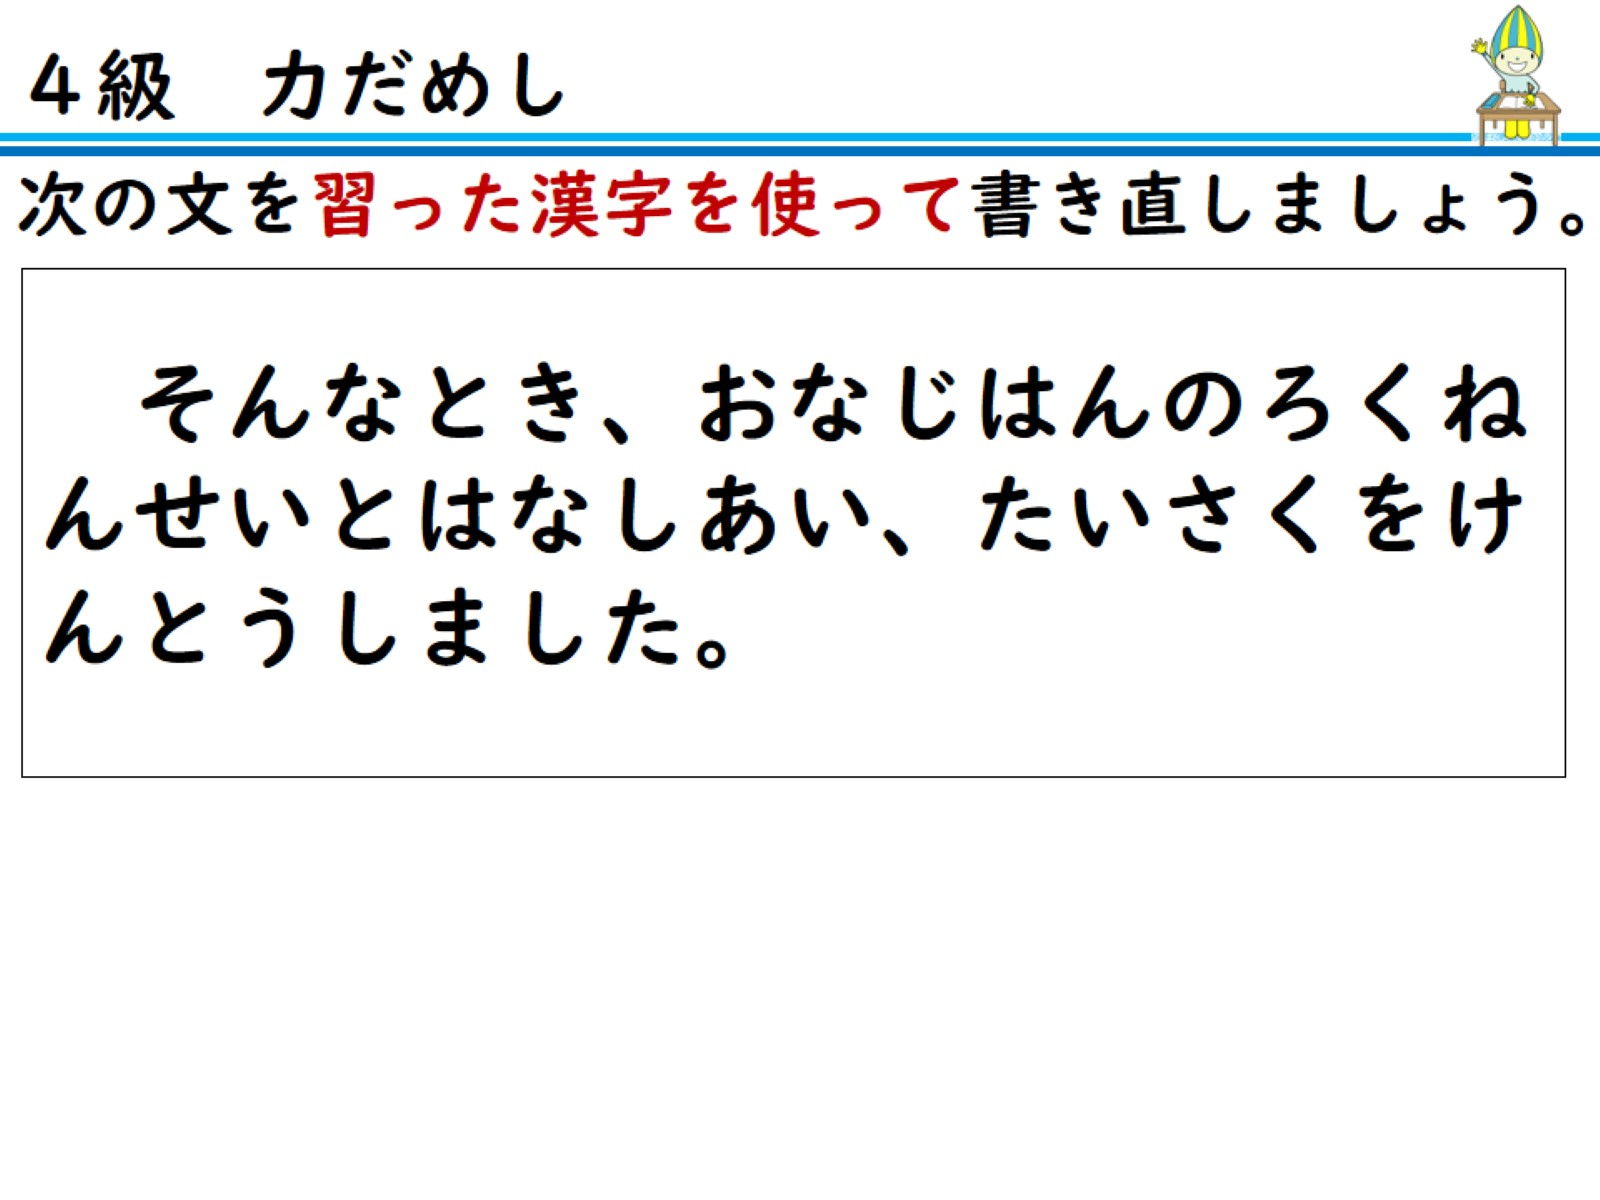 ４級　力だめし
次の文を習った漢字を使って書き直しましょう。
　そんなとき、おなじはんのろくね
んせいとはなしあい、たいさくをけ
んとうしました。